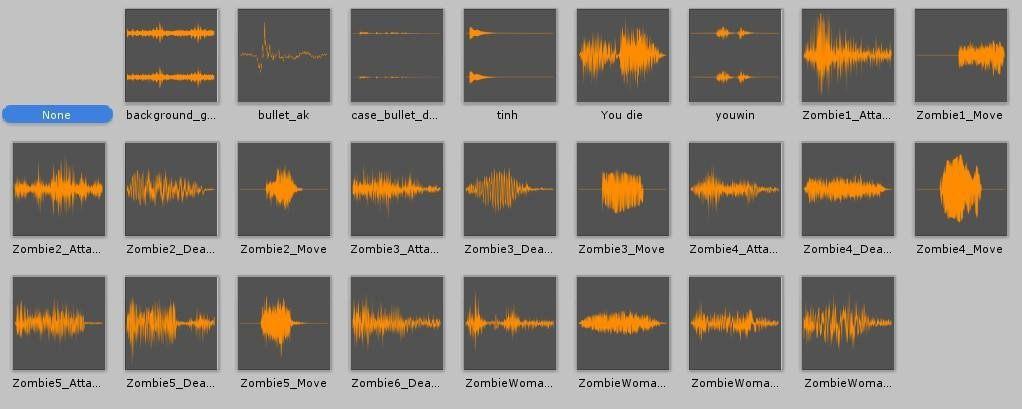 None
background_g...
bullet_ak
case_bullet_d...
tinh
You die
youwin
Zombie1_Atta...
Zombie1_Move
Zombie2_Atta...
Zombie2_Dea...
Zombie2_Move
Zombie3_Atta...
Zombie3_Dea...
Zombie3_Move
Zombie4_Atta...
Zombie4_Dea...
Zombie4_Move
Zombie5_Atta...
Zombie5_Dea...
Zombie5_Move
Zombie6_Dea...
ZombieWoma...
ZombieWoma...
ZombieWoma...
ZombieWoma...